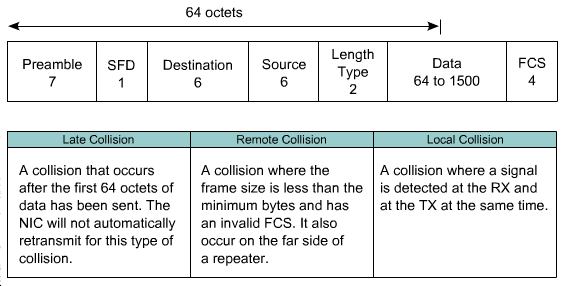 64 octets
Preamble
7
SFD
1
Destination
6
Source
6
Length
Type
2
Data
64 to 1500
FCS
4
Late Collision
A collision that occurs
after the first 64 octets of
data has been sent. The
NIC will not automatically
retransmit for this type of
collision.
Remote Collision
A collision where the
frame size is less than the
minimum bytes and has
an invalid FCS. It also
occur on the far side of
a repeater.
Local Collision
A collision where a signal
is detected at the RX and
at the TX at the same time.